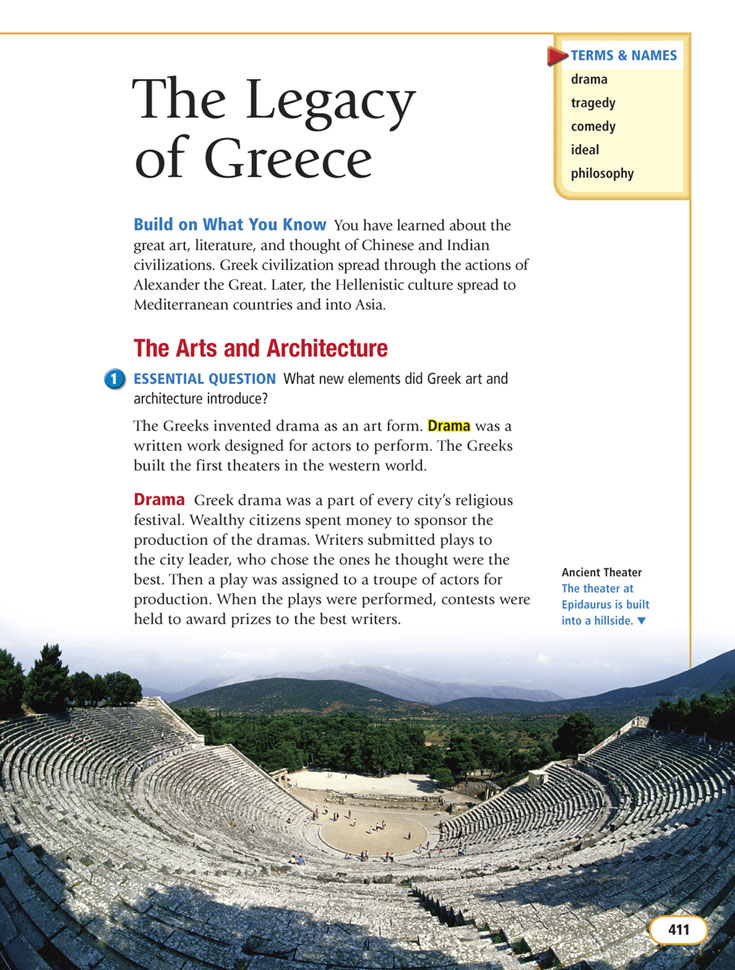 The Legacy
of Greece
TERMS & NAMES
drama
tragedy
comedy
ideal
philosophy
Build on What You Know You have learned about the
great art, literature, and thought of Chinese and Indian
civilizations. Greek civilization spread through the actions of
Alexander the Great. Later, the Hellenistic culture spread to
Mediterranean countries and into Asia.
The Arts and Architecture
1 ESSENTIAL QUESTION What new elements did Greek art and
architecture introduce?
The Greeks invented drama as an art form. Drama was a
written work designed for actors to perform. The Greeks
built the first theaters in the western world.
Drama Greek drama was a part of every city's religious
festival. Wealthy citizens spent money to sponsor the
production of the dramas. Writers submitted plays to
the city leader, who chose the ones he thought were the
best. Then a play was assigned to a troupe of actors for
production. When the plays were performed, contests were
held to award prizes to the best writers.
Ancient Theater
The theater at
Epidaurus is built
into a hillside. ▼
411